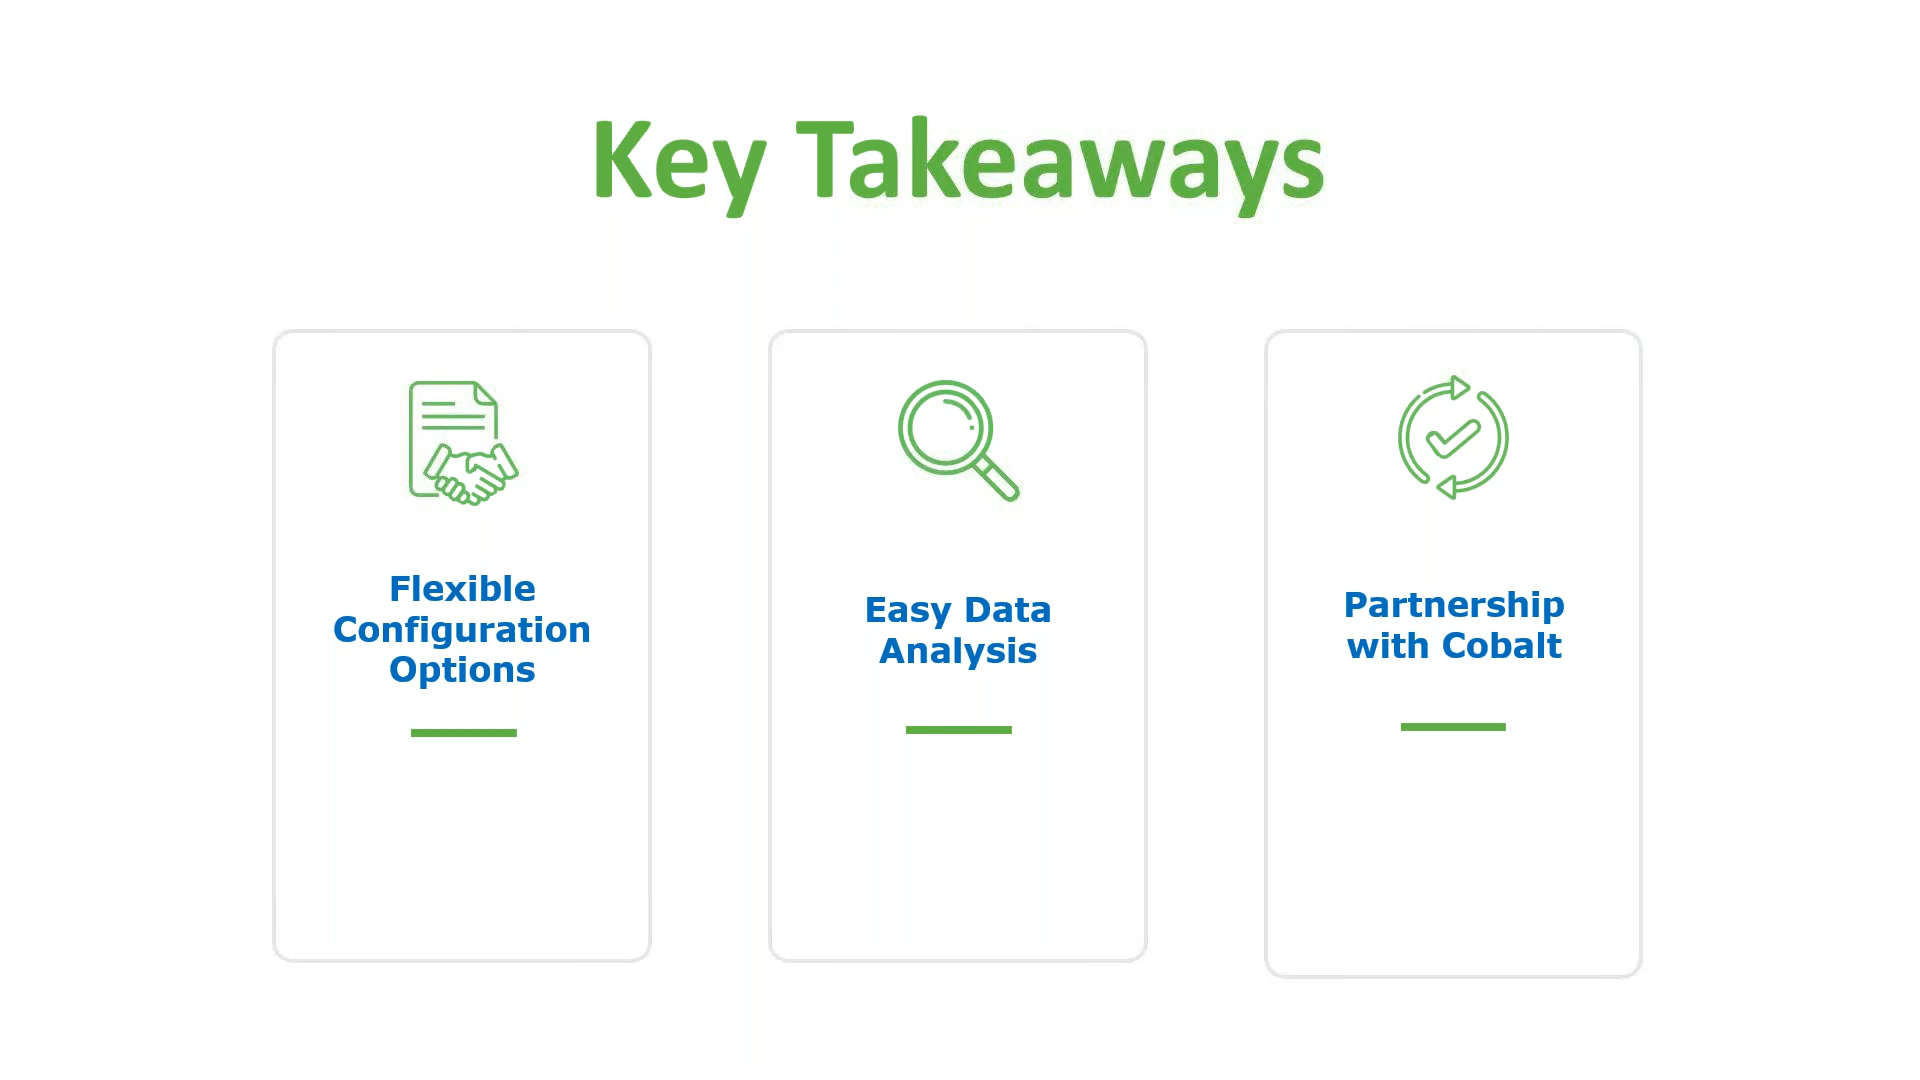 Key Takeaways
Flexible
Configuration
Options
Easy Data
Analysis
Partnership
with Cobalt